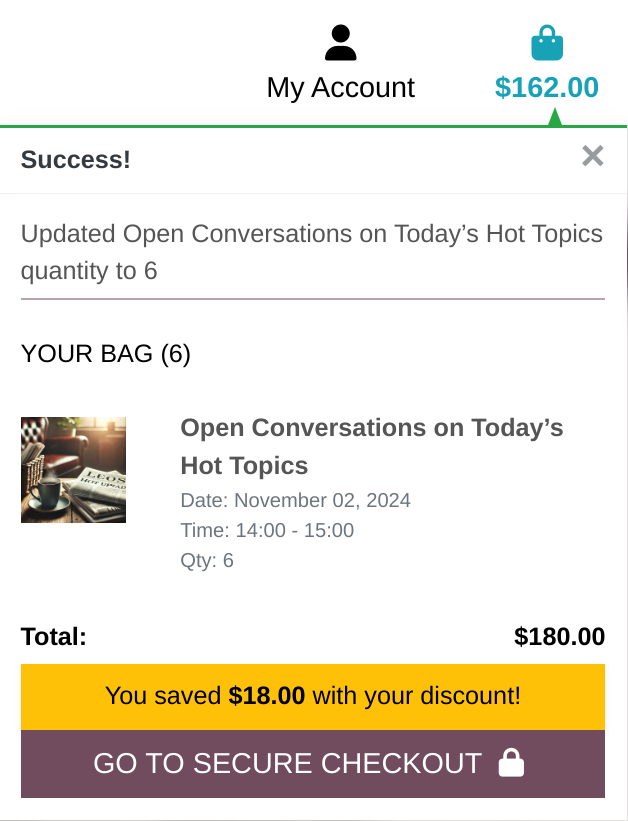 My Account
$162.00
Success!
Updated Open Conversations on Today’s Hot Topics
quantity to 6
YOUR BAG (6)
Open Conversations on Today’s
Hot Topics
Date: November 02, 2024
Time: 14:00 - 15:00
Qty: 6
Total: $180.00
You saved $18.00 with your discount!
GO TO SECURE CHECKOUT